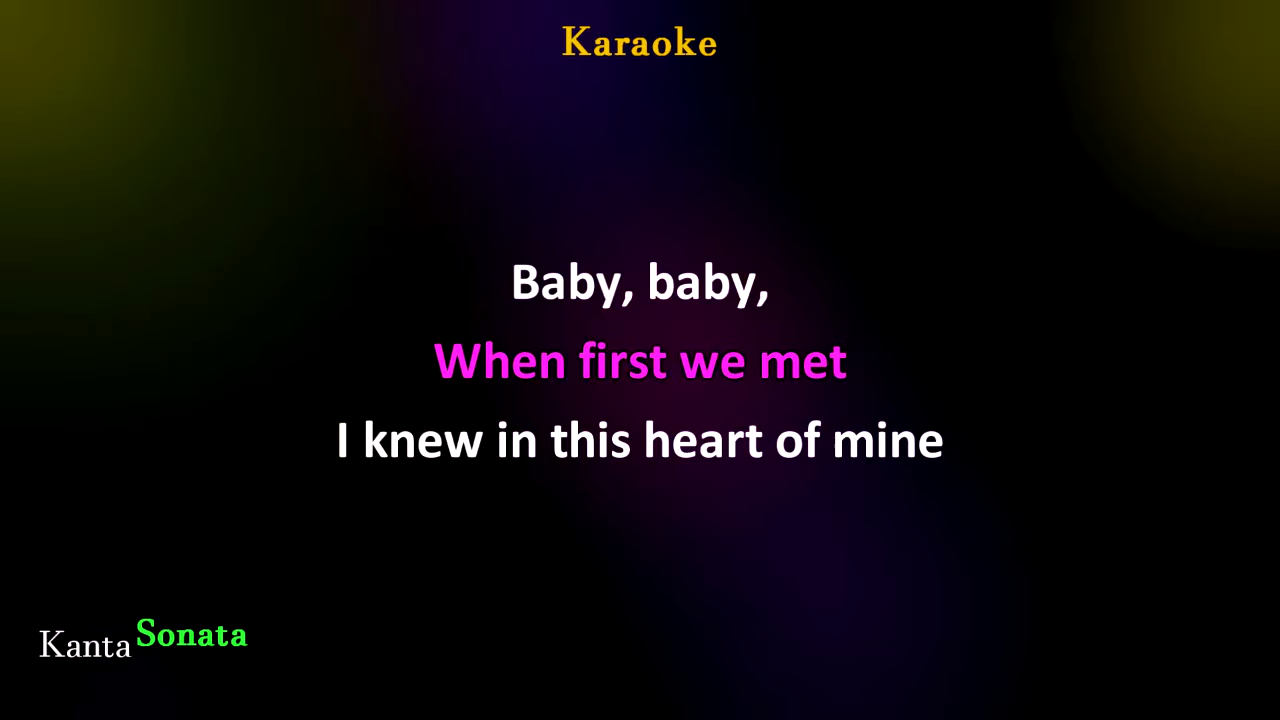 Karaoke
Baby, baby,
When first we met
I knew in this heart of mine
Kanta Sonata